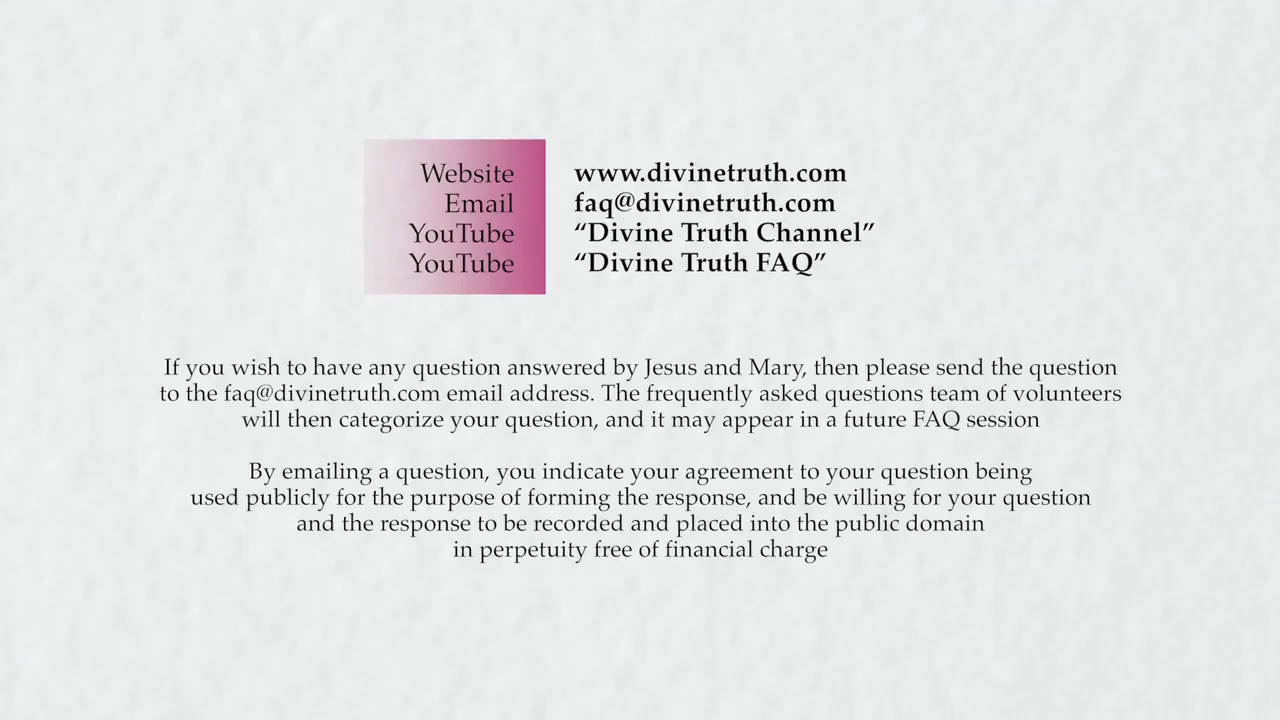 Website www.divinetruth.com
Email faq@divinetruth.com
YouTube “Divine Truth Channel”
YouTube “Divine Truth FAQ”
If you wish to have any question answered by Jesus and Mary, then please send the question
to the faq@divinetruth.com email address. The frequently asked questions team of volunteers
will then categorize your question, and it may appear in a future FAQ session
By emailing a question, you indicate your agreement to your question being
used publicly for the purpose of forming the response, and be willing for your question
and the response to be recorded and placed into the public domain
in perpetuity free of financial charge